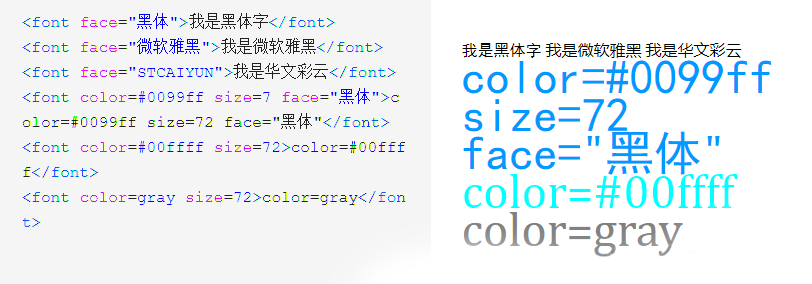 <font face="黑体">我是黑体字</font>
<font face="微软雅黑">我是微软雅黑</font>
<font face="STCAIYUN">我是华文彩云</font>
<font color=#0099ff size=7 face="黑体">c
olor=#0099ff size=72 face="黑体"</font>
<font color=#00ffff size=72>color=#00fff
f</font>
<font color=gray size=72>color=gray</fon
t>
我是黑体字 我是微软雅黑 我是华文彩云
color=#0099ff
size=72
face="黑体"
color=#00ffff
color=gray